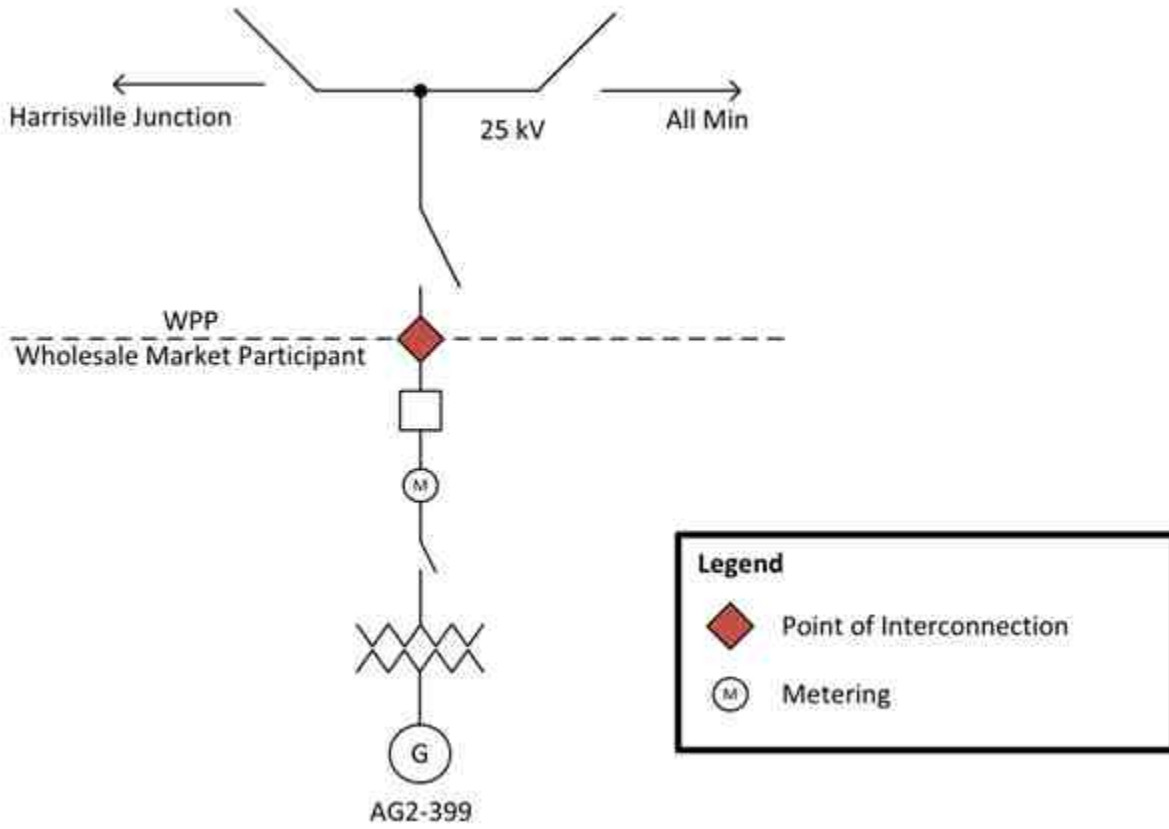 Harrisville Junction
25 kV
All Min
WPP
Wholesale Market Participant
M
Legend
Point of Interconnection
M Metering
G
AG2-399